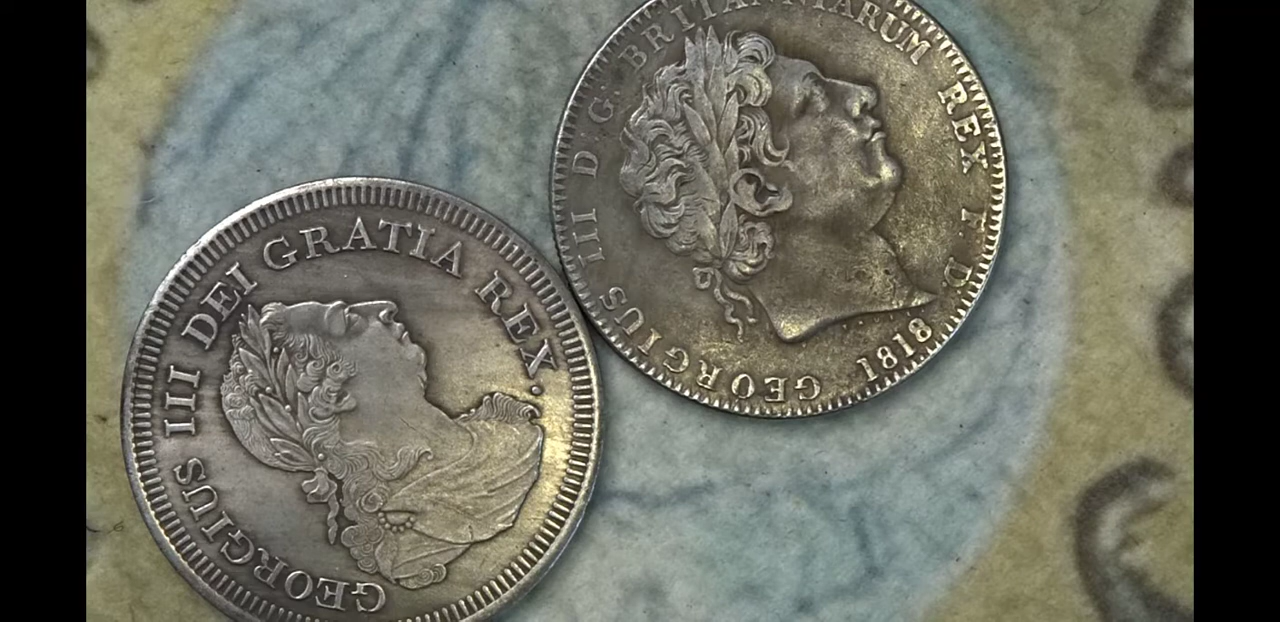 GEORGIUS III DEI GRATIA REX.
GEORGIUS III D:G: BRITANNIARUM REX F:D: 1818